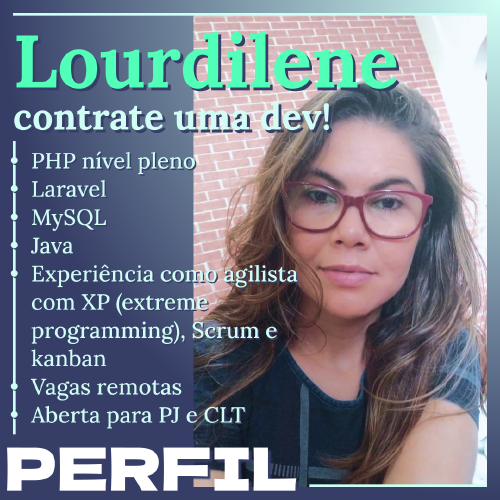 Lourdilene
contrate uma dev!
PHP nível pleno
Laravel
MySQL
Java
Experiência como agilista
com XP (extreme
programming), Scrum e
kanban
Vagas remotas
Aberta para PJ e CLT
PERFIL